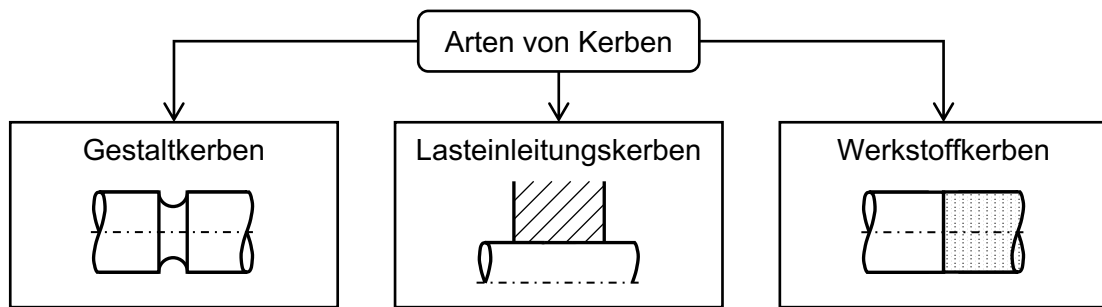 Arten von Kerben
Gestaltkerben
Lasteinleitungskerben
Werkstoffkerben